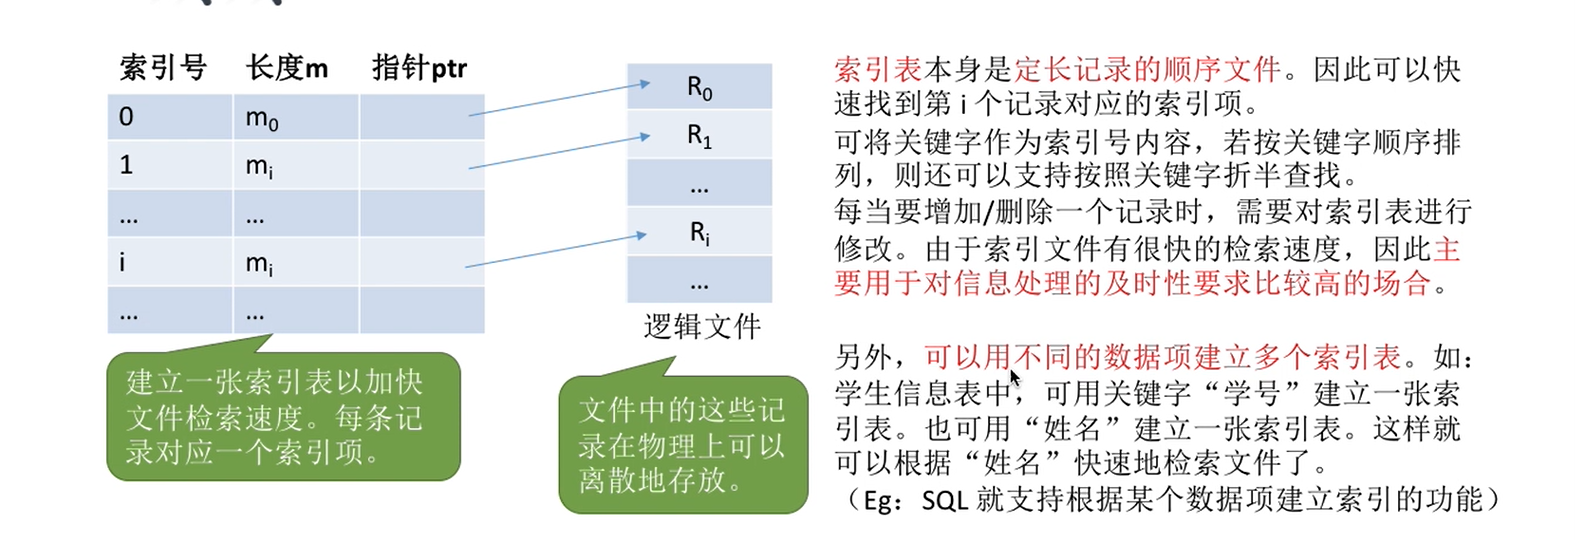 索引号 长度m 指针ptr
0 m₀
1 mᵢ
... ...
i mᵢ
... ...
R₀
R₁
...
Rᵢ
...
逻辑文件
建立一张索引表以加快
文件检索速度。每条记
录对应一个索引项。
文件中的这些记
录在物理上可以
离散地存放。
索引表本身是定长记录的顺序文件。因此可以快
速找到第 i 个记录对应的索引项。
可将关键字作为索引号内容，若按关键字顺序排
列，则还可以支持按照关键字折半查找。
每当要增加/删除一个记录时，需要对索引表进行
修改。由于索引文件有很快的检索速度，因此主
要用于对信息处理的及时性要求比较高的场合。
另外，可以用不同的数据项建立多个索引表。如：
学生信息表中，可用关键字“学号”建立一张索
引表。也可用“姓名”建立一张索引表。这样就
可以根据“姓名”快速地检索文件了。
（Eg：SQL 就支持根据某个数据项建立索引的功能）